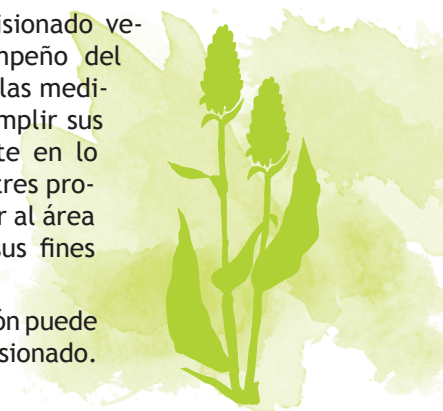 isionado ve-
mpeño del
las medi-
mplir sus
te en lo
tres pro-
r al área
sus fines
ón puede
sionado.